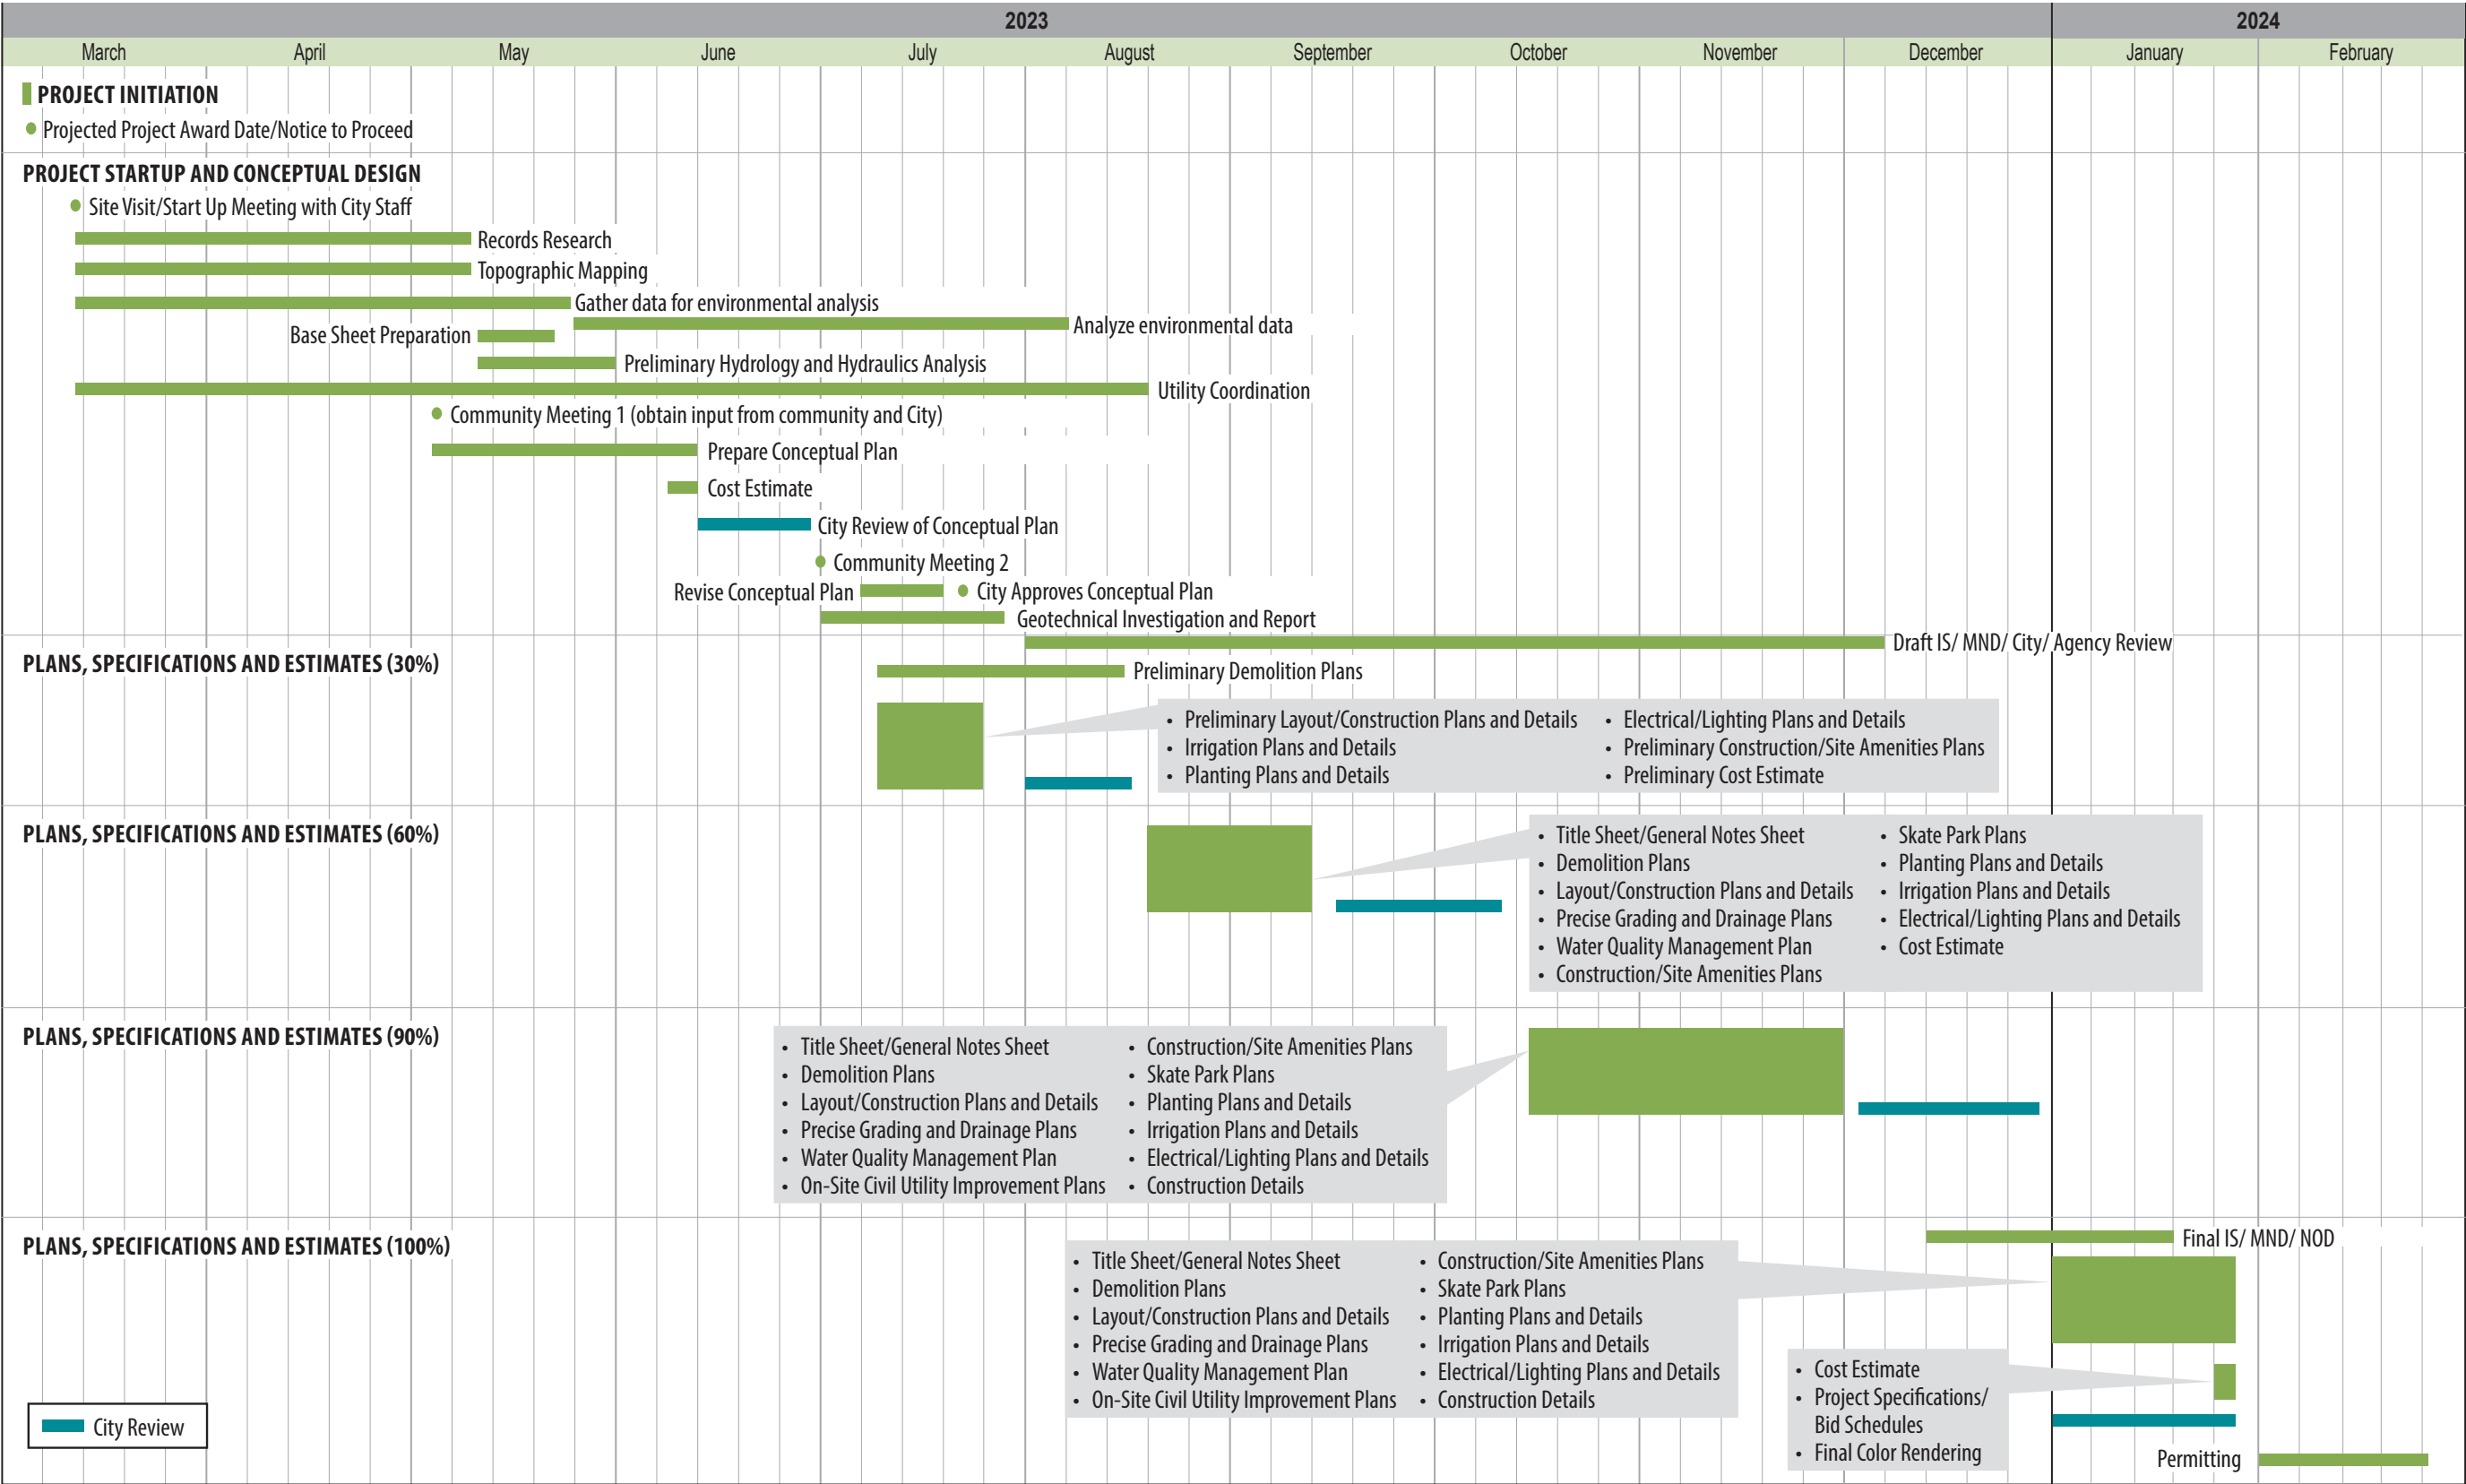 2023
2024
March April May June July August September October November December January February
PROJECT INITIATION
Projected Project Award Date/Notice to Proceed
PROJECT STARTUP AND CONCEPTUAL DESIGN
Site Visit/Start Up Meeting with City Staff
Records Research
Topographic Mapping
Gather data for environmental analysis
Analyze environmental data
Base Sheet Preparation
Preliminary Hydrology and Hydraulics Analysis
Utility Coordination
Community Meeting 1 (obtain input from community and City)
Prepare Conceptual Plan
Cost Estimate
City Review of Conceptual Plan
Community Meeting 2
Revise Conceptual Plan
City Approves Conceptual Plan
Geotechnical Investigation and Report
Draft IS/ MND/ City/ Agency Review
PLANS, SPECIFICATIONS AND ESTIMATES (30%)
Preliminary Demolition Plans
• Preliminary Layout/Construction Plans and Details
• Irrigation Plans and Details
• Planting Plans and Details
• Electrical/Lighting Plans and Details
• Preliminary Construction/Site Amenities Plans
• Preliminary Cost Estimate
PLANS, SPECIFICATIONS AND ESTIMATES (60%)
• Title Sheet/General Notes Sheet
• Demolition Plans
• Layout/Construction Plans and Details
• Precise Grading and Drainage Plans
• Water Quality Management Plan
• Construction/Site Amenities Plans
• Skate Park Plans
• Planting Plans and Details
• Irrigation Plans and Details
• Electrical/Lighting Plans and Details
• Cost Estimate
PLANS, SPECIFICATIONS AND ESTIMATES (90%)
• Title Sheet/General Notes Sheet
• Demolition Plans
• Layout/Construction Plans and Details
• Precise Grading and Drainage Plans
• Water Quality Management Plan
• On-Site Civil Utility Improvement Plans
• Construction/Site Amenities Plans
• Skate Park Plans
• Planting Plans and Details
• Irrigation Plans and Details
• Electrical/Lighting Plans and Details
• Construction Details
PLANS, SPECIFICATIONS AND ESTIMATES (100%)
Final IS/ MND/ NOD
• Title Sheet/General Notes Sheet
• Demolition Plans
• Layout/Construction Plans and Details
• Precise Grading and Drainage Plans
• Water Quality Management Plan
• On-Site Civil Utility Improvement Plans
• Construction/Site Amenities Plans
• Skate Park Plans
• Planting Plans and Details
• Irrigation Plans and Details
• Electrical/Lighting Plans and Details
• Construction Details
• Cost Estimate
• Project Specifications/
Bid Schedules
• Final Color Rendering
Permitting
City Review